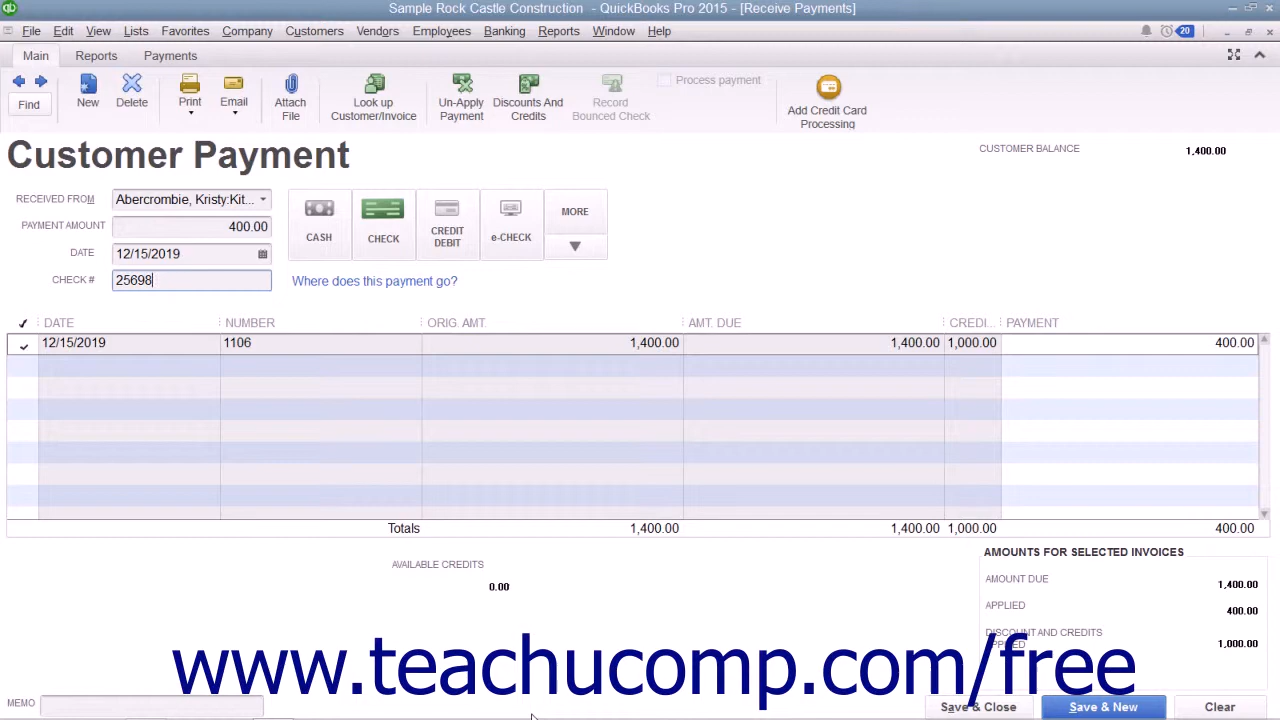 Sample Rock Castle Construction - QuickBooks Pro 2015 - [Receive Payments]
File Edit View Lists Favorites Company Customers Vendors Employees Banking Reports Window Help
20
Main Reports Payments
Find New Delete Print Email Attach File Look up Customer/Invoice Un-Apply Payment Discounts And Credits Record Bounced Check Process payment Add Credit Card Processing
Customer Payment
CUSTOMER BALANCE 1,400.00
RECEIVED FROM Abercrombie, Kristy:Kit...
PAYMENT AMOUNT 400.00
DATE 12/15/2019
CHECK # 25698
CASH CHECK CREDIT DEBIT e-CHECK MORE
Where does this payment go?
DATE NUMBER ORIG. AMT. AMT. DUE CREDI... PAYMENT
12/15/2019 1106 1,400.00 1,400.00 1,000.00 400.00
Totals 1,400.00 1,400.00 1,000.00 400.00
AVAILABLE CREDITS
0.00
AMOUNTS FOR SELECTED INVOICES
AMOUNT DUE 1,400.00
APPLIED 400.00
DISCOUNT AND CREDITS APPLIED 1,000.00
www.teachucomp.com/free
MEMO
Save & Close Save & New Clear